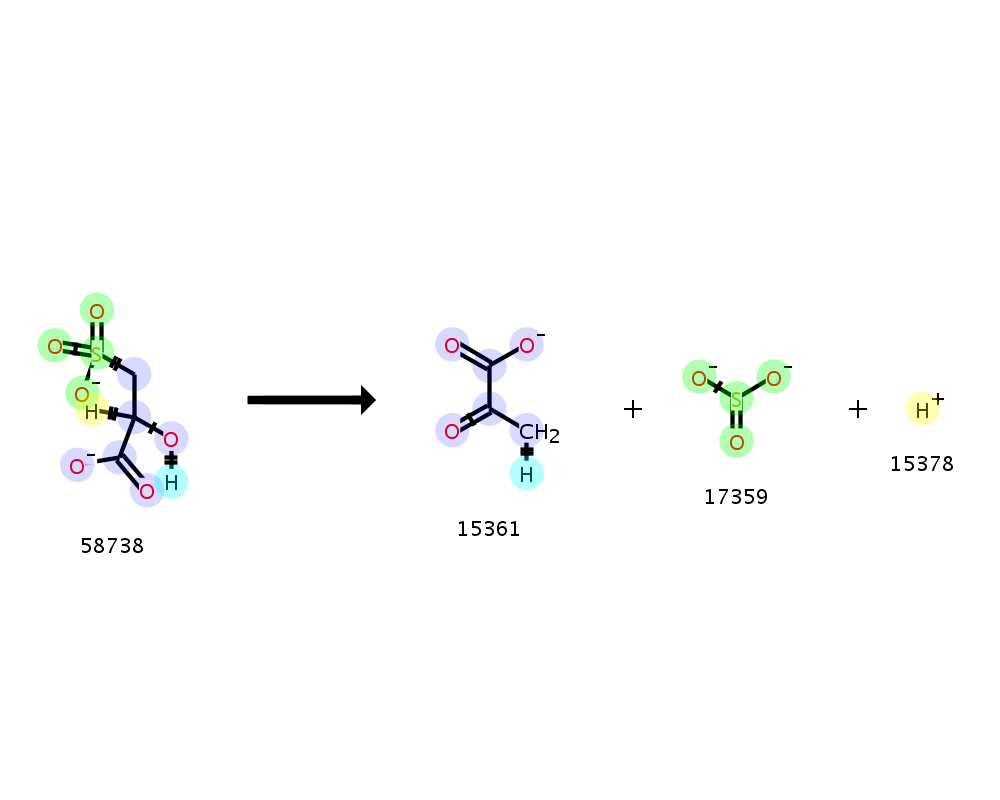 O
O S
O-
H
O-
O
O
H
58738
O O-
O CH2
H
15361
+
O- O-
S
O
17359
+
H+
15378